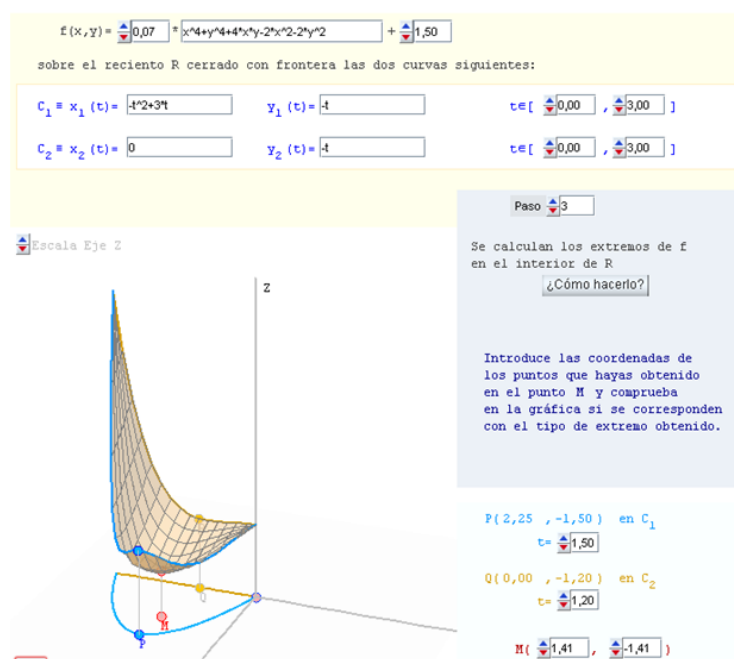 f(x,y)= 0,07 * x^4+y^4+4*x*y-2*x^2-2*y^2 + 1,50
sobre el reciento R cerrado con frontera las dos curvas siguientes:
C₁ ≡ x₁ (t)= -t^2+3*t y₁ (t)= -t t∈[ 0,00 , 3,00 ]
C₂ ≡ x₂ (t)= 0 y₂ (t)= -t t∈[ 0,00 , 3,00 ]
Paso 3
Escala Eje Z
Se calculan los extremos de f
en el interior de R
¿Cómo hacerlo?
Z
Introduce las coordenadas de
los puntos que hayas obtenido
en el punto M y comprueba
en la gráfica si se corresponden
con el tipo de extremo obtenido.
P(2,25 ,-1,50) en C₁
t= 1,50
Q(0,00 ,-1,20) en C₂
t= 1,20
M
P
M( 1,41 , -1,41 )